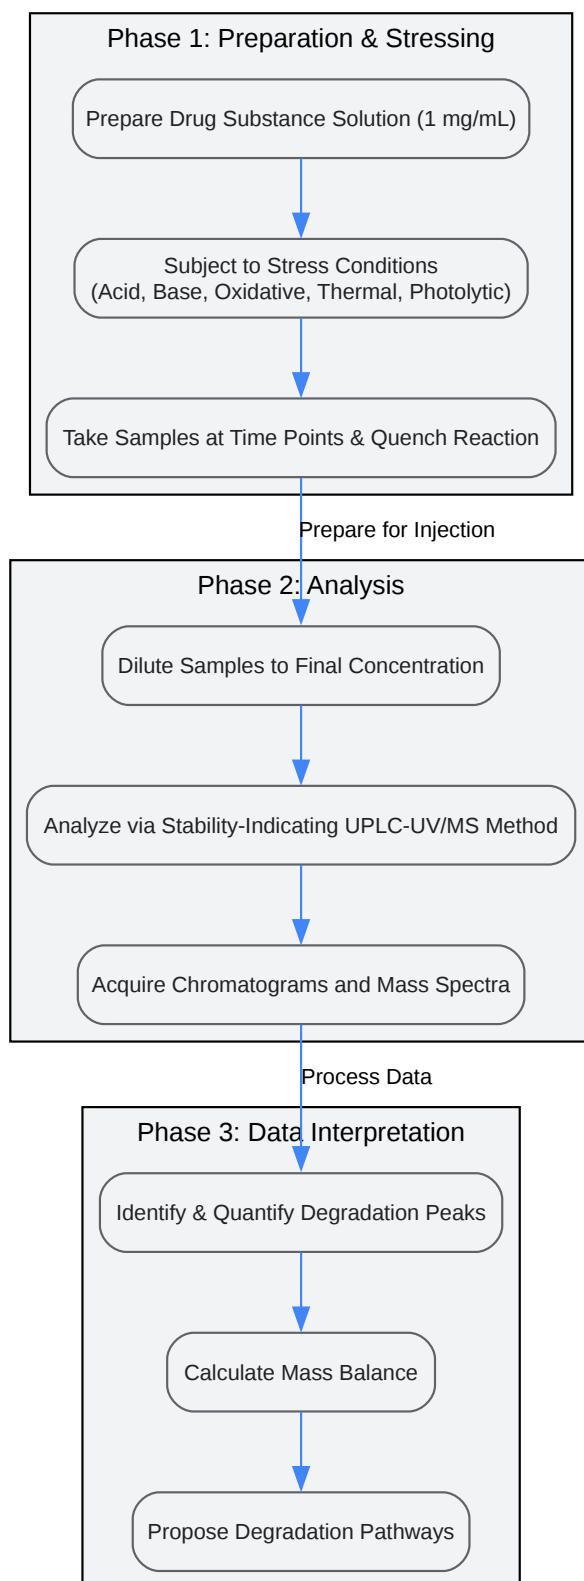 Phase 1: Preparation & Stressing
Prepare Drug Substance Solution (1 mg/mL)
Subject to Stress Conditions
(Acid, Base, Oxidative, Thermal, Photolytic)
Take Samples at Time Points & Quench Reaction
Prepare for Injection
Phase 2: Analysis
Dilute Samples to Final Concentration
Analyze via Stability-Indicating UPLC-UV/MS Method
Acquire Chromatograms and Mass Spectra
Process Data
Phase 3: Data Interpretation
Identify & Quantify Degradation Peaks
Calculate Mass Balance
Propose Degradation Pathways